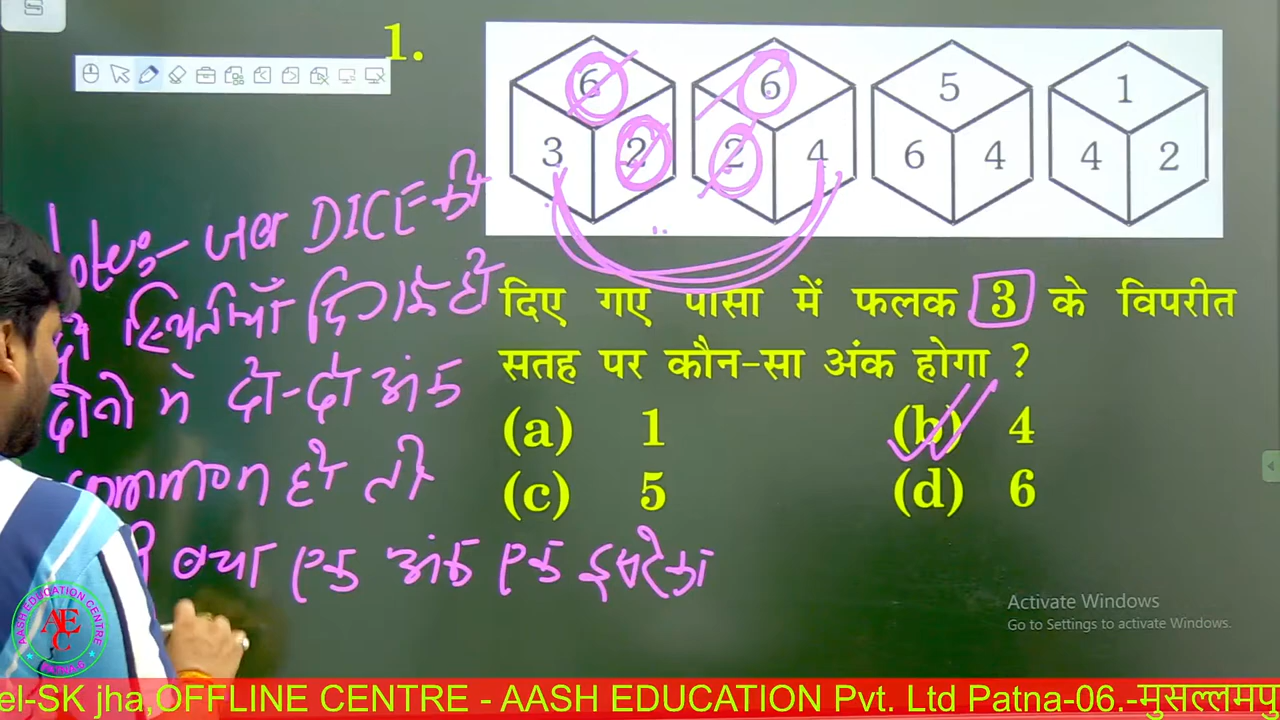 1.
6 3 2
6 2 4
5 6 4
1 4 2
दिए गए पासा में फलक 3 के विपरीत
सतह पर कौन-सा अंक होगा ?
(a) 1 (b) 4
(c) 5 (d) 6
जब DICE की
दो स्थितियाँ दिया हो
दोनो मे दो-दो अंक
common हो तो
बचा एक अंक एक दूसरे का
AASH EDUCATION CENTRE
AEC
Activate Windows
Go to Settings to activate Windows.
el-SK jha,OFFLINE CENTRE - AASH EDUCATION Pvt. Ltd Patna-06.-मुसल्लमपु